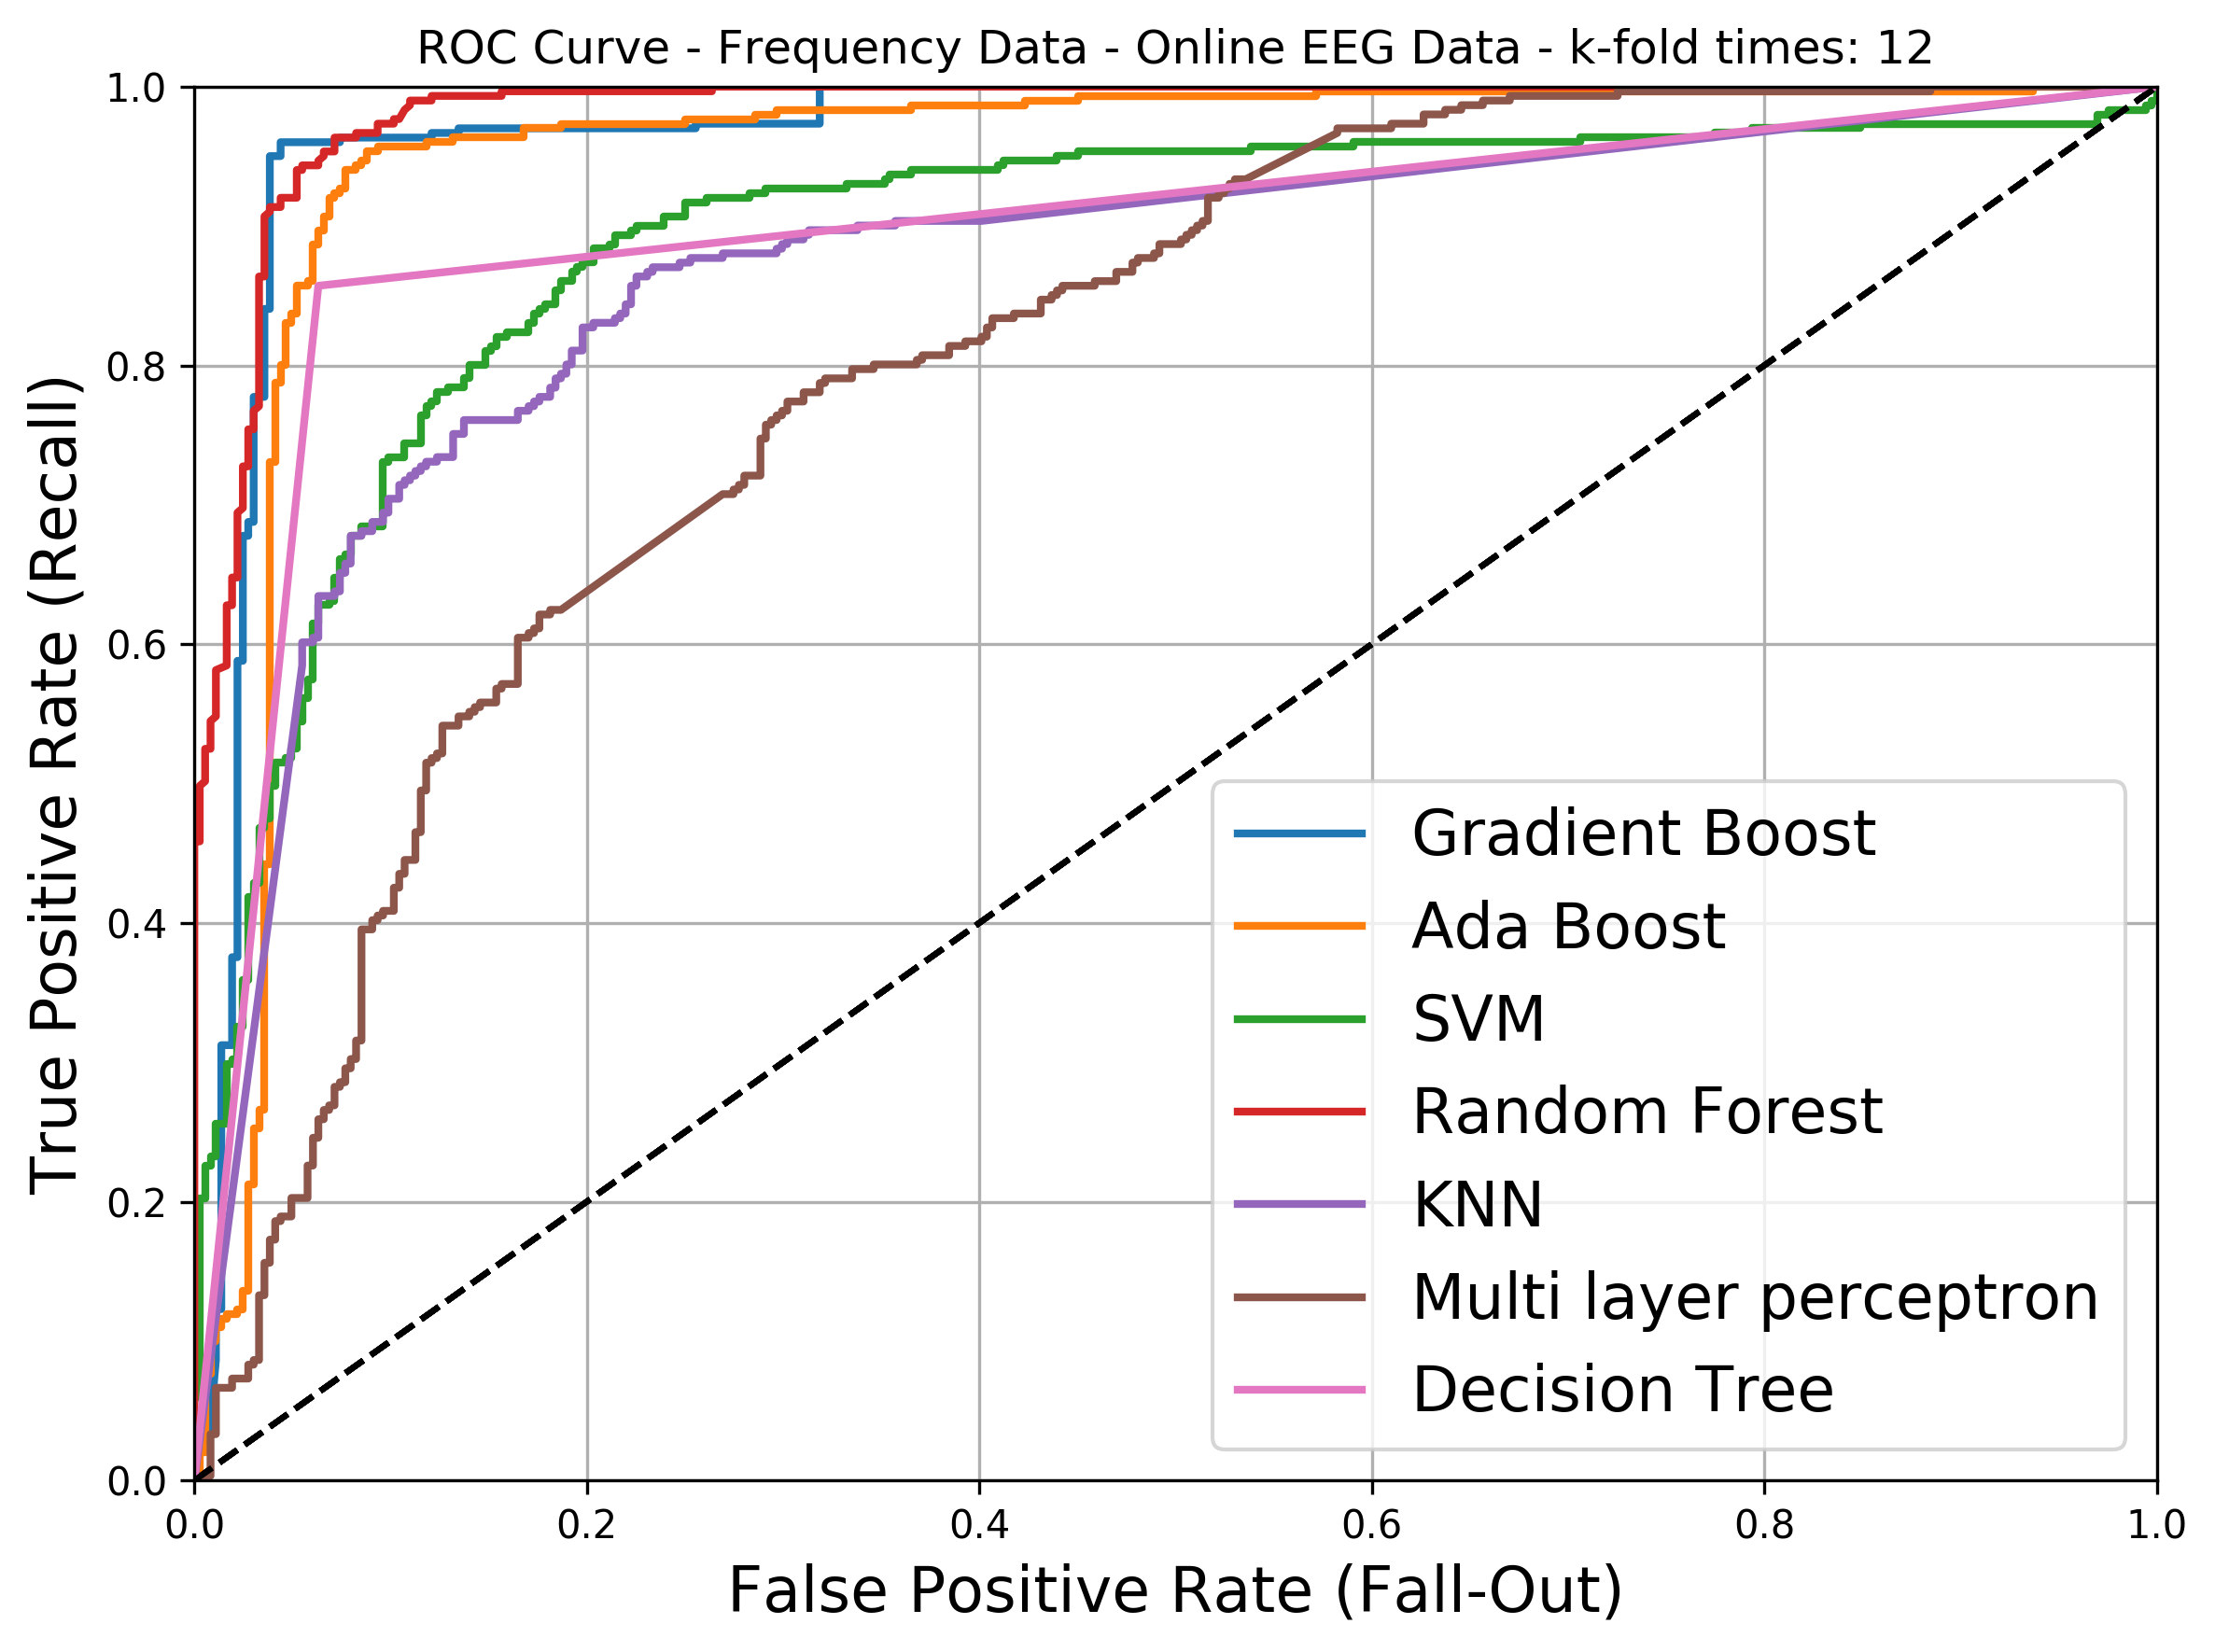 ROC Curve - Frequency Data - Online EEG Data - k-fold times: 12
True Positive Rate (Recall)
1.0
0.8
0.6
0.4
0.2
0.0
0.0 0.2 0.4 0.6 0.8 1.0
False Positive Rate (Fall-Out)
Gradient Boost
Ada Boost
SVM
Random Forest
KNN
Multi layer perceptron
Decision Tree